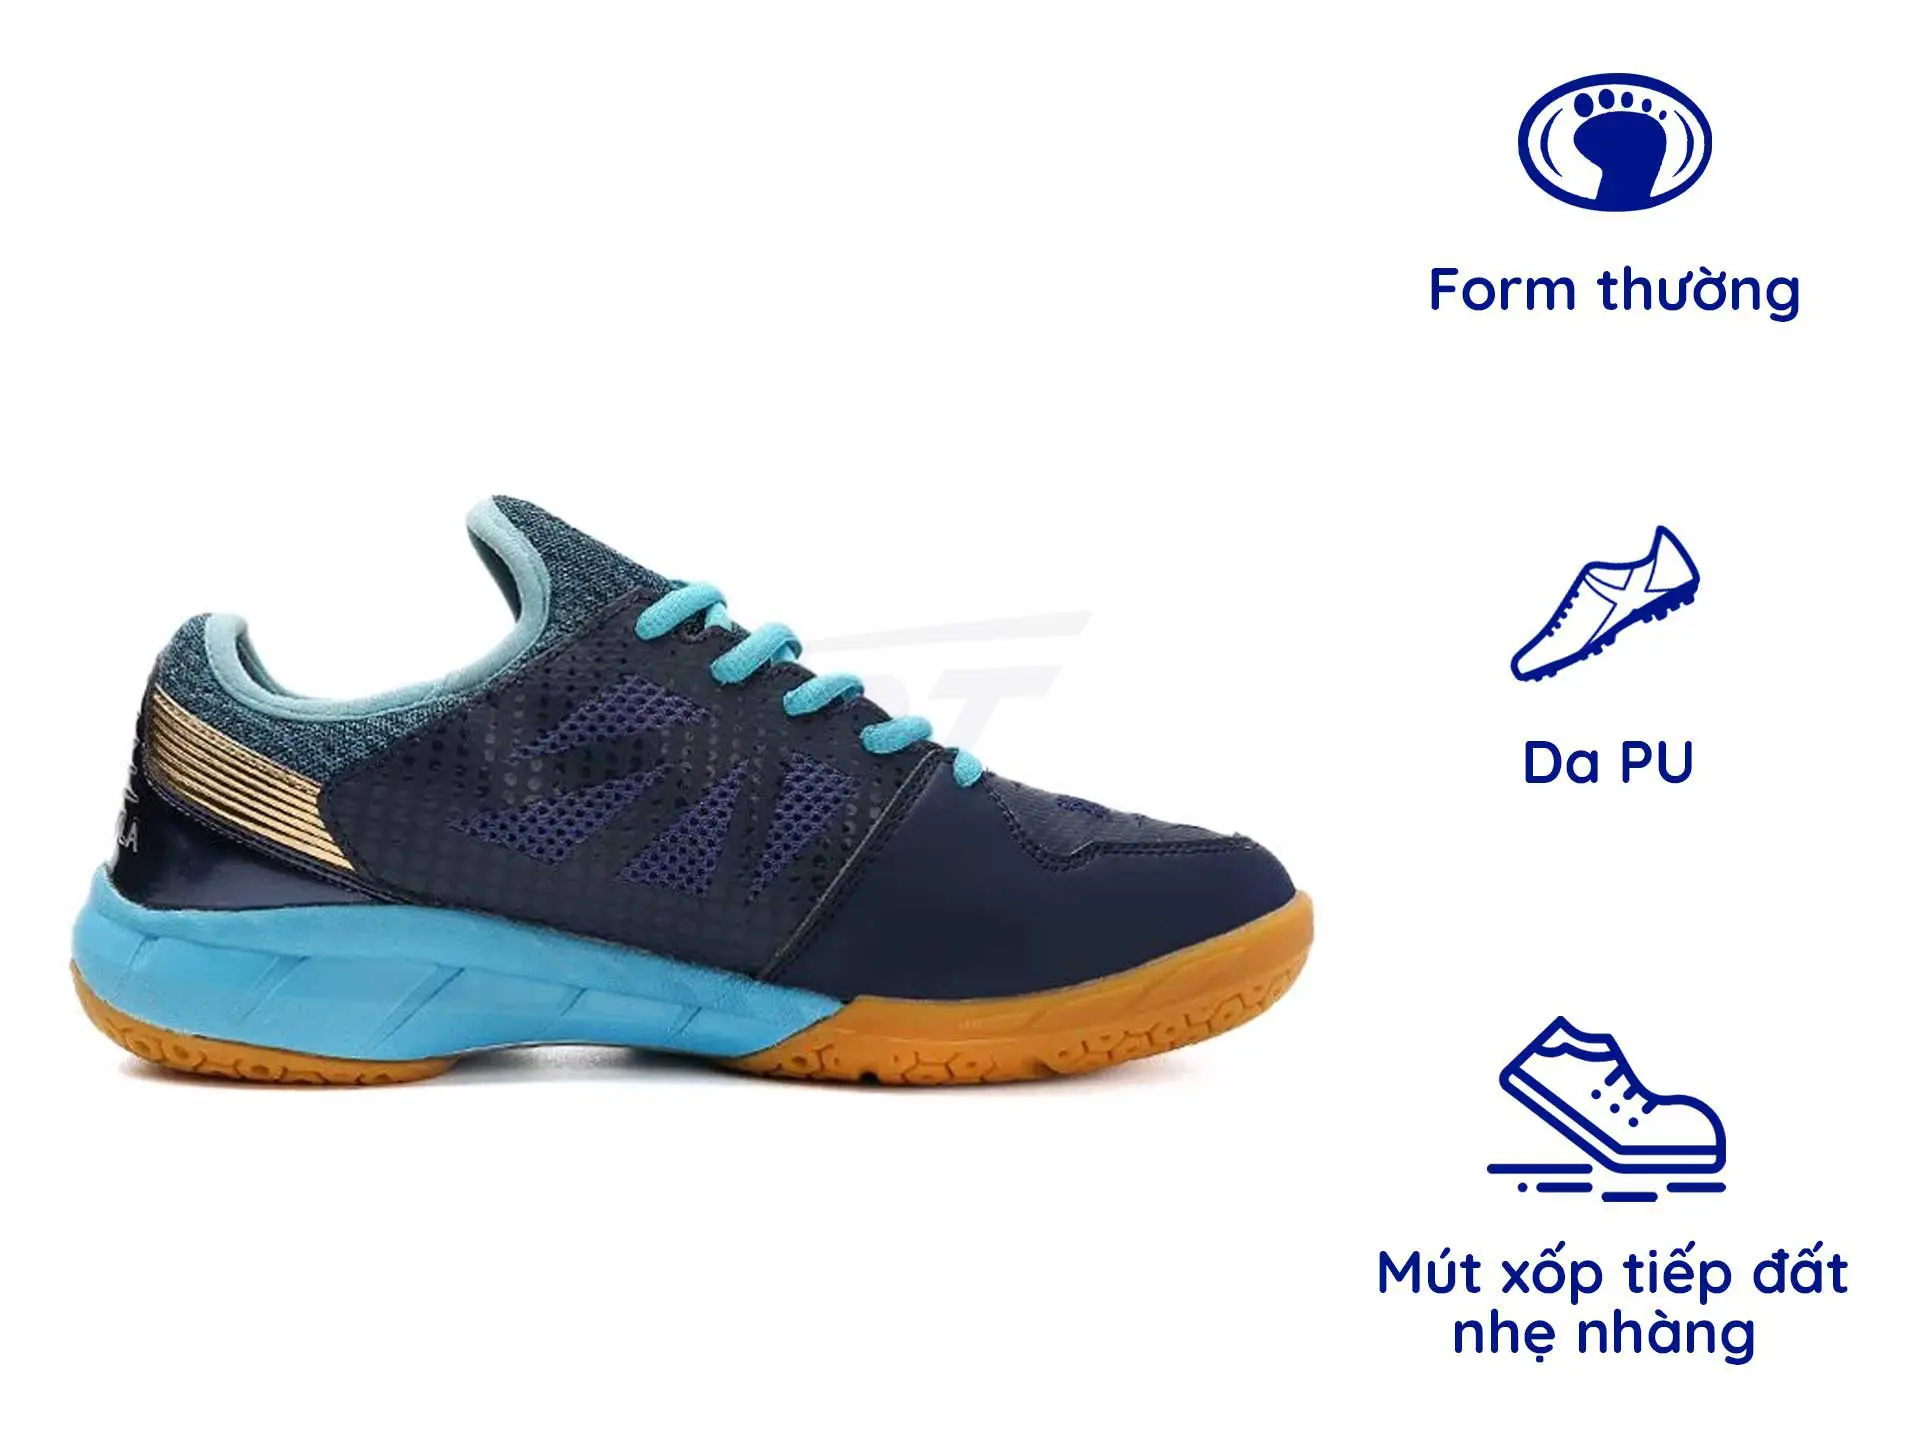 Form thường
Da PU
Mút xốp tiếp đất
nhẹ nhàng